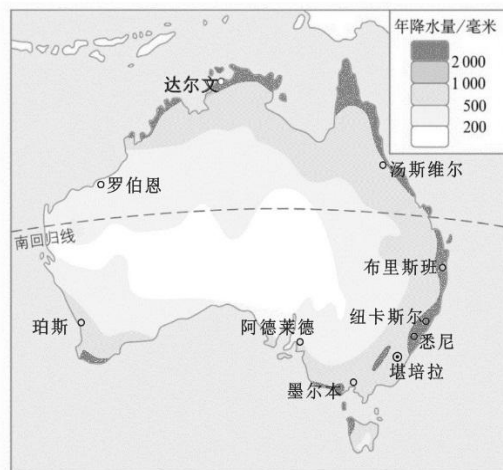 年降水量/毫米
2 000
1 000
500
200
达尔文
汤斯维尔
罗伯恩
南回归线
布里斯班
纽卡斯尔
珀斯
阿德莱德
悉尼
堪培拉
墨尔本